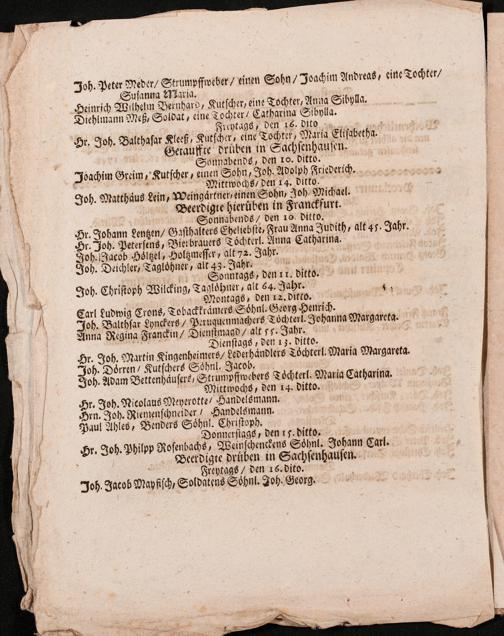 Joh. Peter Meder/ Strumpffweber/ einen Sohn/ Joachim Andreas, eine Tochter/
Susanna Maria.
Heinrich Wilhelm Bernhard, Kutscher, eine Tochter, Anna Sibylla.
Diehlmann Meß, Soldat, eine Tochter/ Catharina Sibylla.
Freytags, den 16. dito
Hr. Joh. Balthasar Kleeß, Kutscher, eine Tochter, Maria Elisabetha.
Getauffte drüben in Sachsenhausen.
Sonnabends, den 10. ditto.
Joachim Greim, Kutscher, einen Sohn, Joh. Adolph Friederich.
Mittwochs, den 14. ditto.
Joh. Matthäus Lein, Weingärtner, einen Sohn, Joh. Michael.
Beerdigte hierüben in Franckfurt.
Sonnabends/ den 10. ditto.
Hr. Johann Lentzen/ Gasthalters Eheliebste, Frau Anna Judith, alt 45. Jahr.
Hr. Joh. Petersens, Bierbrauers Töchterl. Anna Catharina.
Joh. Jacob Höltzel, Holtzmesser, alt 72. Jahr.
Joh. Deichler, Taglöhner, alt 43. Jahr.
Sonntags, den 11. ditto.
Joh. Christoph Wilcking, Taglöhner, alt 64. Jahr.
Montags, den 12. ditto.
Carl Ludwig Crons, Tobackkrämers Söhnl. Georg Henrich.
Joh. Balthsar Lynckers/ Peruquenmachers Töchterl. Johanna Margareta.
Anna Regina Franckin/ Dienstmagd/ alt 55. Jahr.
Dienstags, den 13. ditto.
Hr. Joh. Martin Kingenheimers/ Lederhändlers Töchterl. Maria Margareta.
Joh. Dörren/ Kutschers Söhnl. Jacob.
Joh. Adam Bettenhäusers, Strumpffwebers Töchterl. Maria Catharina.
Mittwochs, den 14. ditto.
Hr. Joh. Nicolaus Meyerotte/ Handelsmann.
Hrn. Joh. Riemenschneider/ Handelsmann.
Paul Ahles, Benders Söhnl. Christoph.
Donnerstags, den 15. ditto.
Hr. Joh. Philpp Rosenbachs, Weinschenckens Söhnl. Johann Carl.
Beerdigte drüben in Sachsenhausen.
Freytags/ den 16. dito.
Joh. Jacob Mayfisch, Soldatens Söhnl. Joh. Georg.